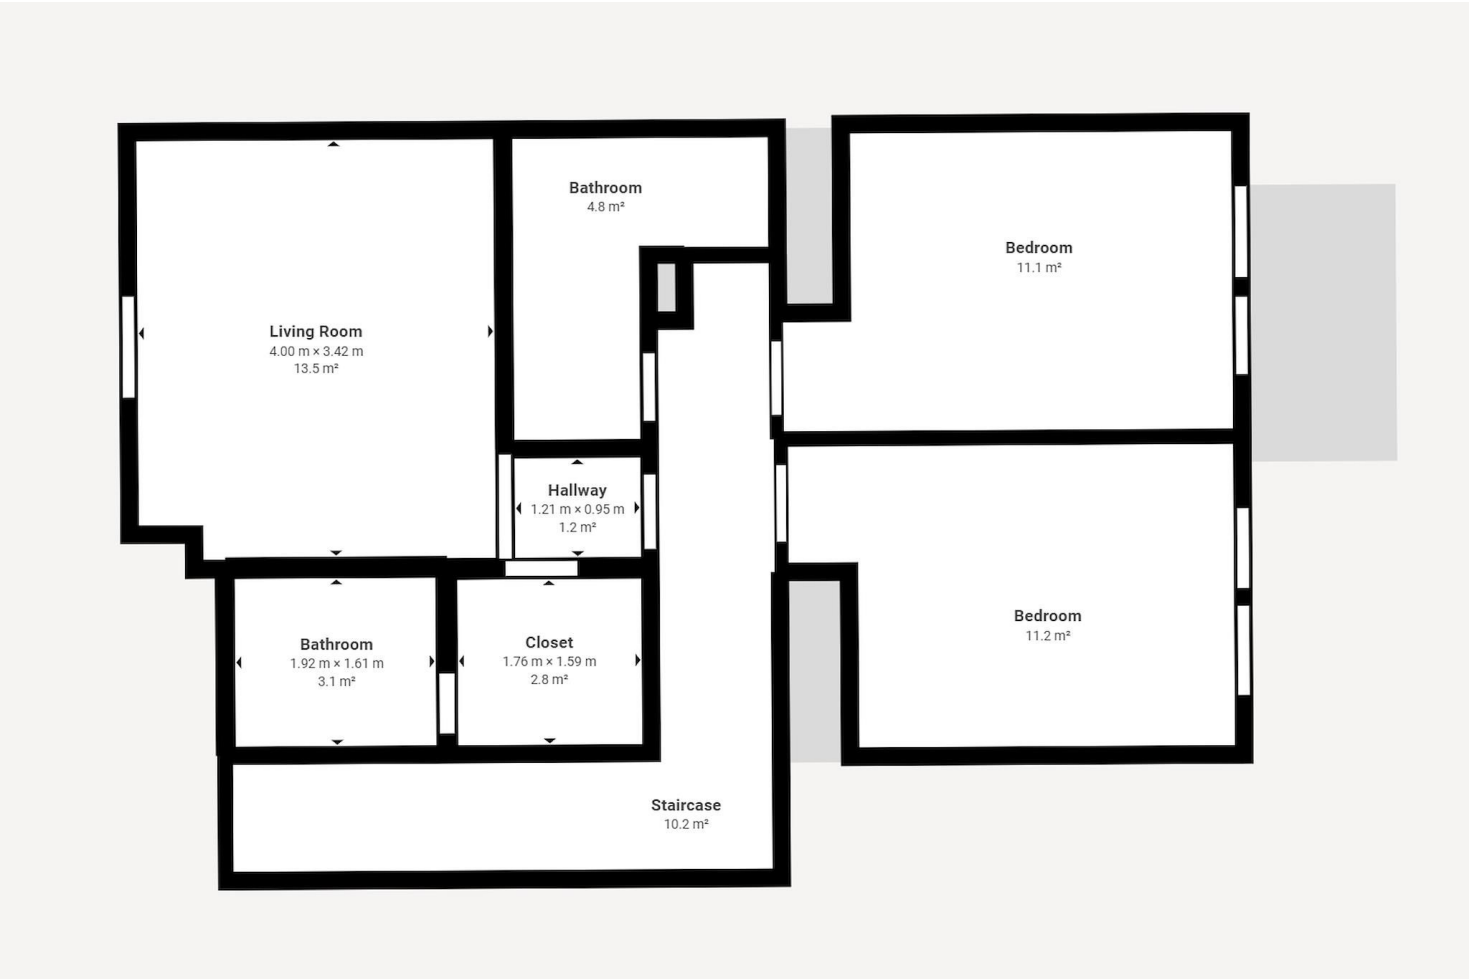 Bathroom
4.8 m²
Bedroom
11.1 m²
Living Room
4.00 m × 3.42 m
13.5 m²
Hallway
1.21 m × 0.95 m
1.2 m²
Bathroom
1.92 m × 1.61 m
3.1 m²
Closet
1.76 m × 1.59 m
2.8 m²
Bedroom
11.2 m²
Staircase
10.2 m²